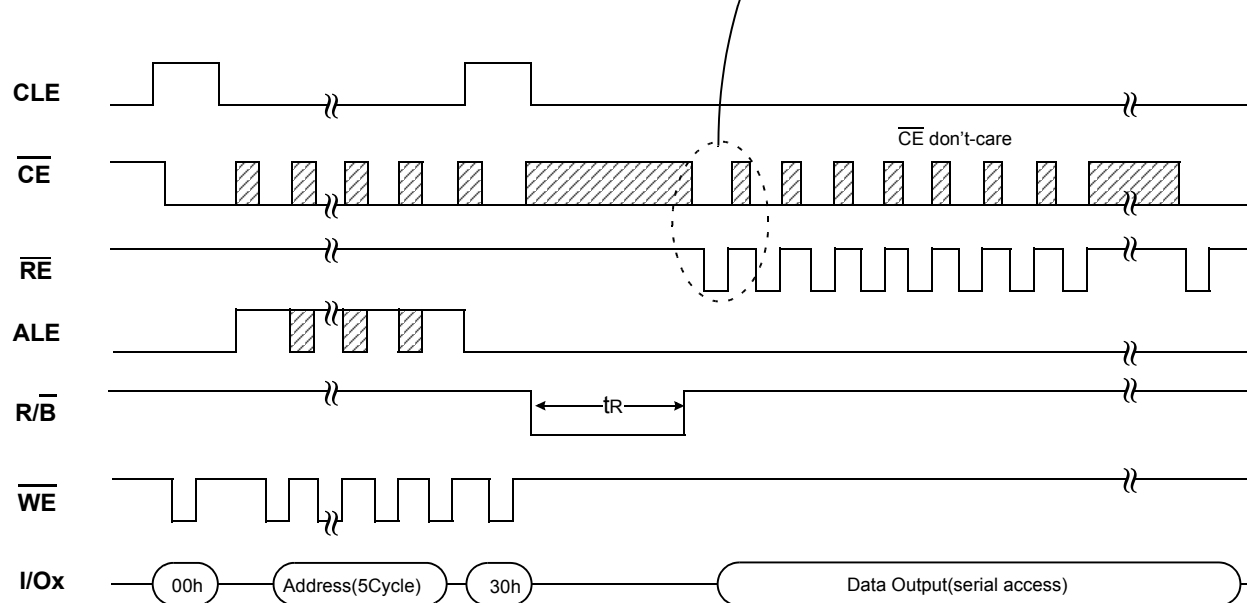 CLE
CE
CE don't-care
RE
ALE
R/B
tR
WE
I/Ox
00h
Address(5Cycle)
30h
Data Output(serial access)